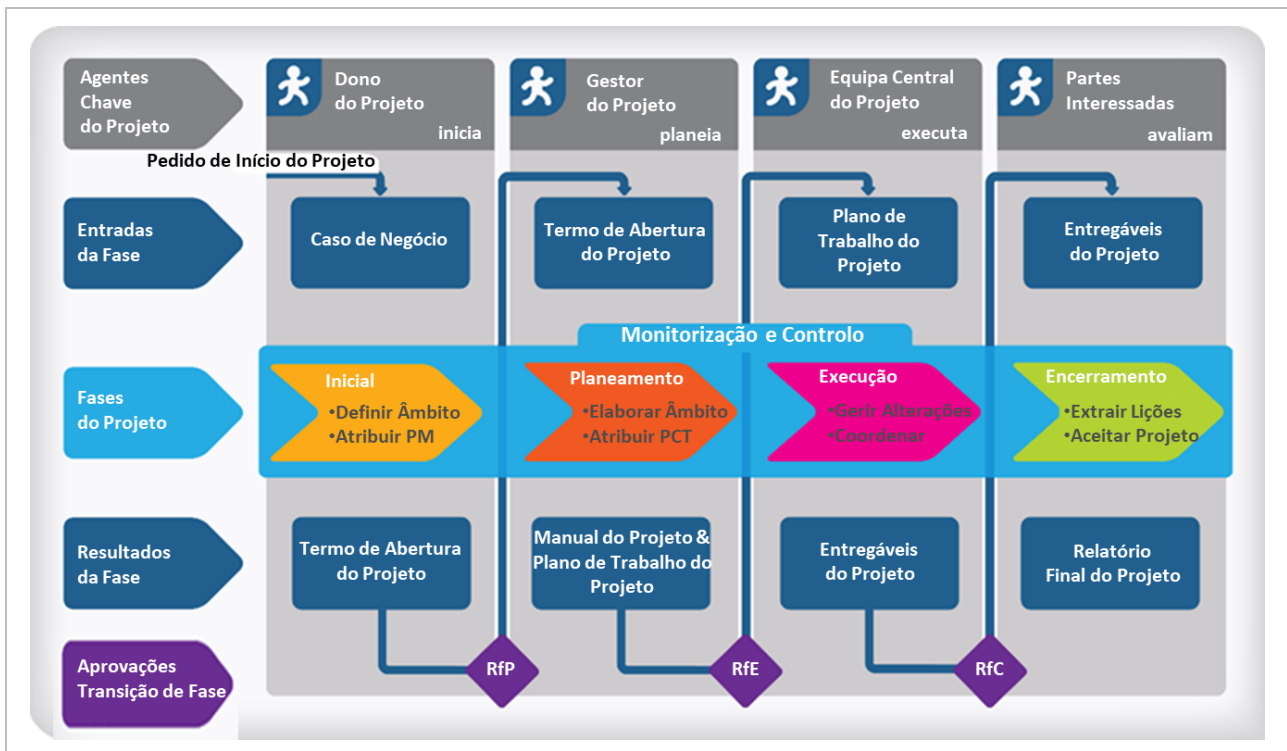 Agentes
Chave
do Projeto
Dono
do Projeto
inicia
Gestor
do Projeto
planeia
Equipa Central
do Projeto
executa
Partes
Interessadas
avaliam
Pedido de Início do Projeto
Entradas
da Fase
Caso de Negócio
Termo de Abertura
do Projeto
Plano de
Trabalho do
Projeto
Entregáveis
do Projeto
Monitorização e Controlo
Fases
do Projeto
Inicial
•Definir Âmbito
•Atribuir PM
Planeamento
•Elaborar Âmbito
•Atribuir PCT
Execução
•Gerir Alterações
•Coordenar
Encerramento
•Extrair Lições
•Aceitar Projeto
Resultados
da Fase
Termo de Abertura
do Projeto
Manual do Projeto &
Plano de Trabalho do
Projeto
Entregáveis
do Projeto
Relatório
Final do Projeto
Aprovações
Transição de Fase
RfP
RfE
RfC